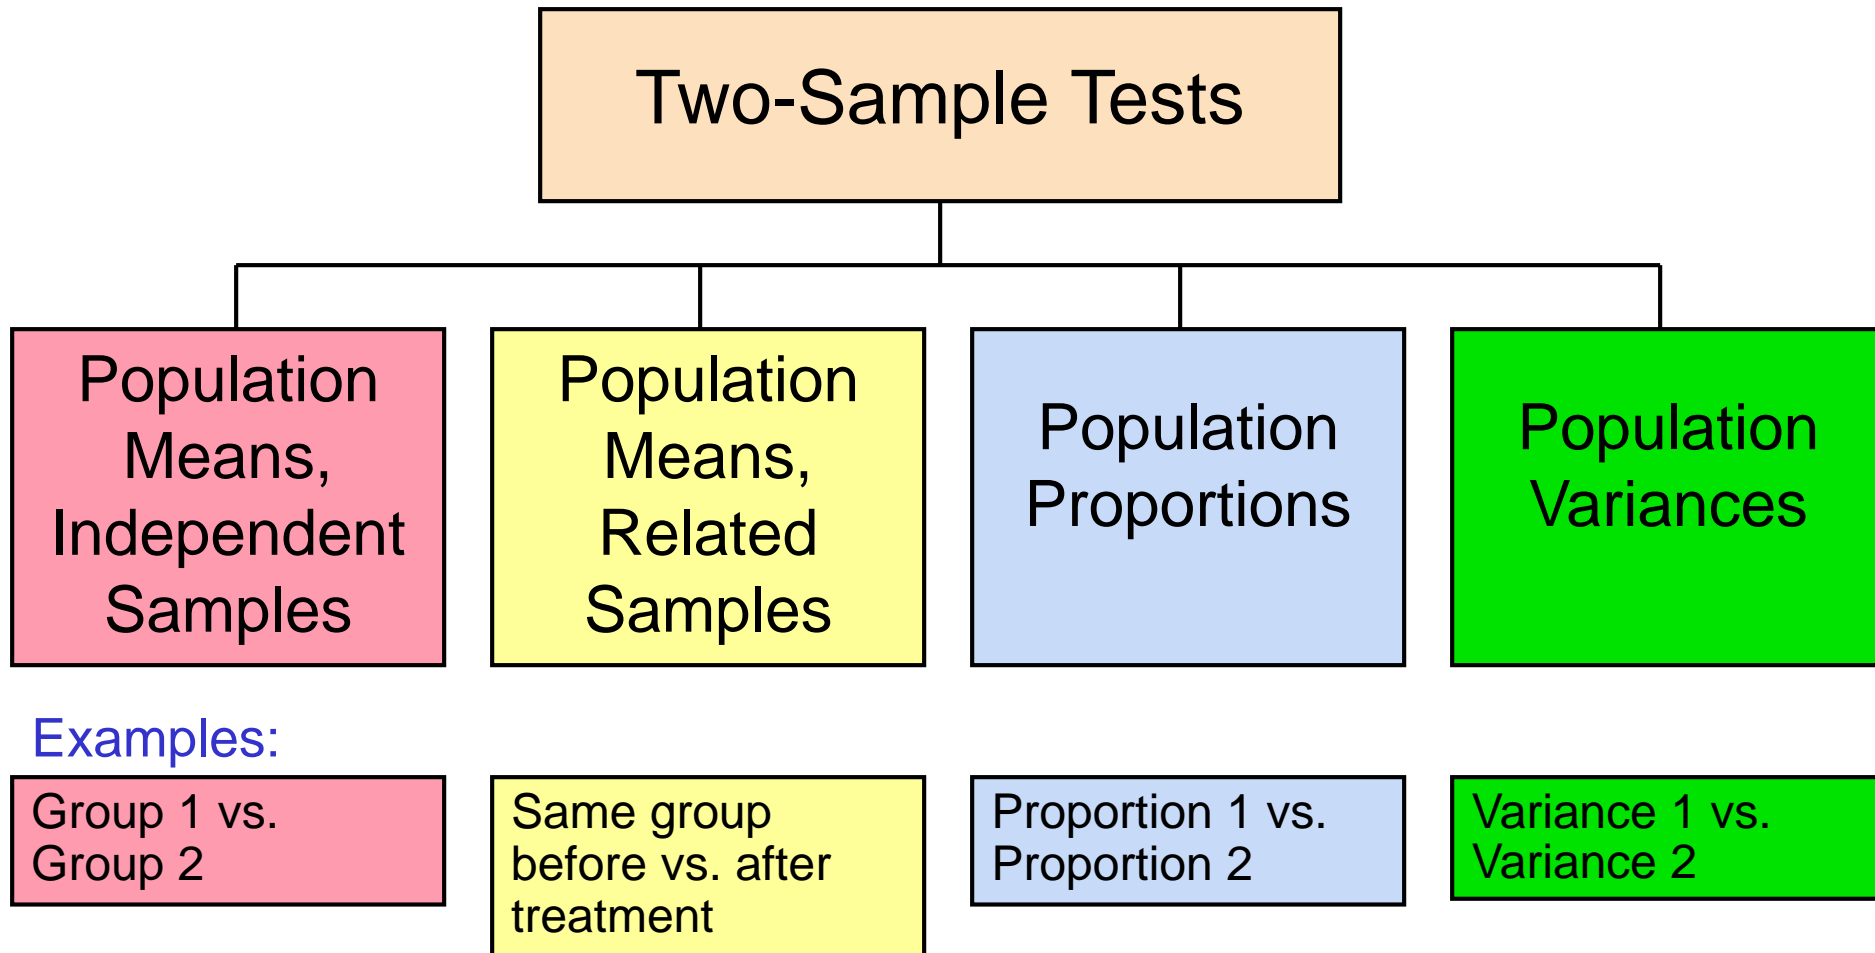 Two-Sample Tests
Population
Means,
Independent
Samples
Population
Means,
Related
Samples
Population
Proportions
Population
Variances
Examples:
Group 1 vs.
Group 2
Same group
before vs. after
treatment
Proportion 1 vs.
Proportion 2
Variance 1 vs.
Variance 2